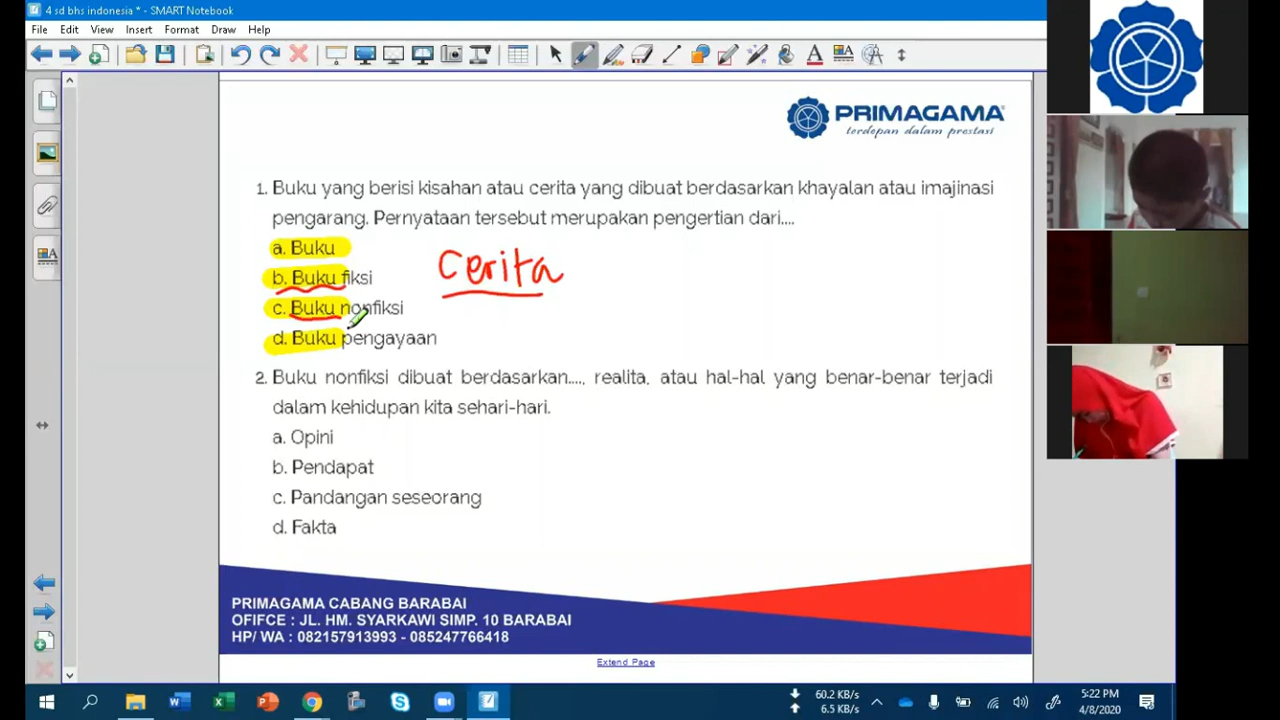 4 sd bhs indonesia * - SMART Notebook
File Edit View Insert Format Draw Help
PRIMAGAMA
terdepan dalam prestasi
1. Buku yang berisi kisahan atau cerita yang dibuat berdasarkan khayalan atau imajinasi
pengarang. Pernyataan tersebut merupakan pengertian dari....
a. Buku
b. Buku fiksi
c. Buku nonfiksi
d. Buku pengayaan
Cerita
2. Buku nonfiksi dibuat berdasarkan...., realita, atau hal-hal yang benar-benar terjadi
dalam kehidupan kita sehari-hari.
a. Opini
b. Pendapat
c. Pandangan seseorang
d. Fakta
PRIMAGAMA CABANG BARABAI
OFIFCE : JL. HM. SYARKAWI SIMP. 10 BARABAI
HP/ WA : 082157913993 - 085247766418
Extend Page
60.2 KB/s
6.5 KB/s
5:22 PM
4/8/2020